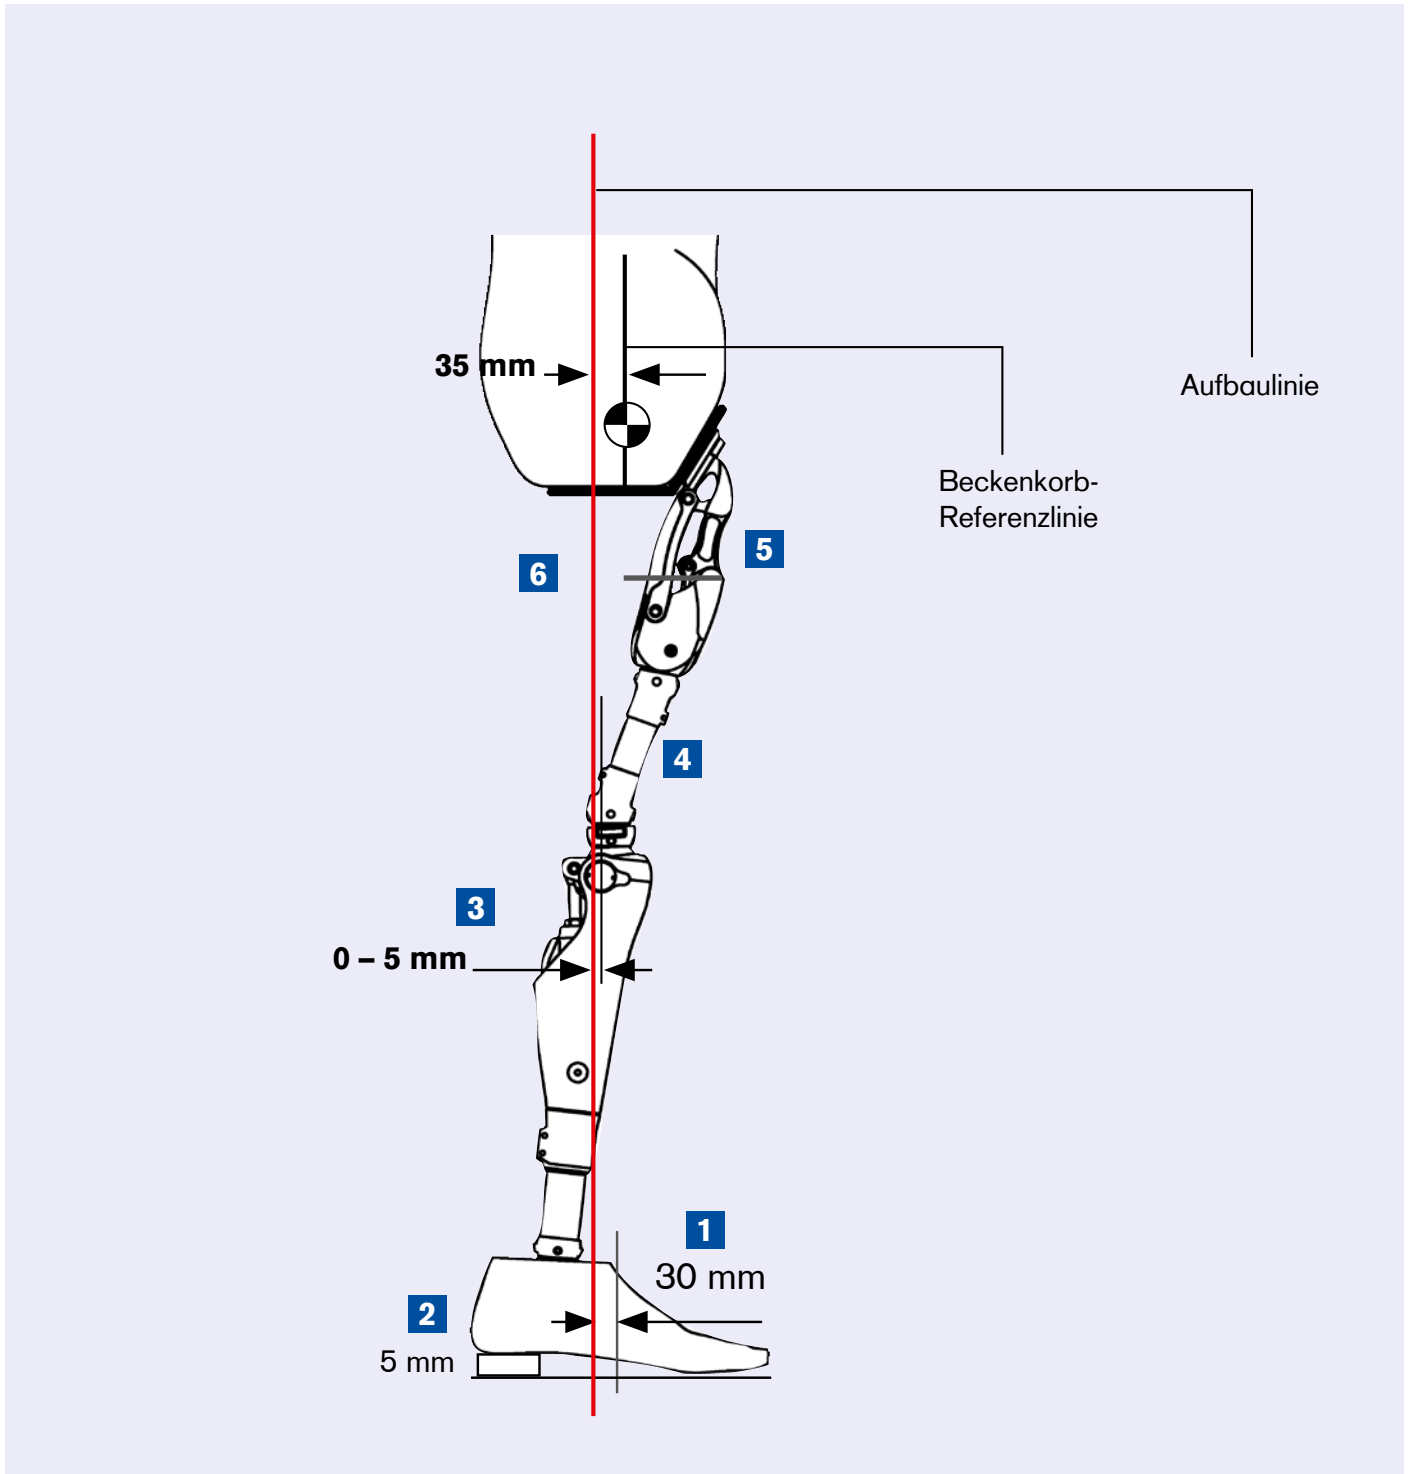 35 mm
Aufbaulinie
Beckenkorb-
Referenzlinie
5
6
4
3
0 – 5 mm
1
30 mm
2
5 mm